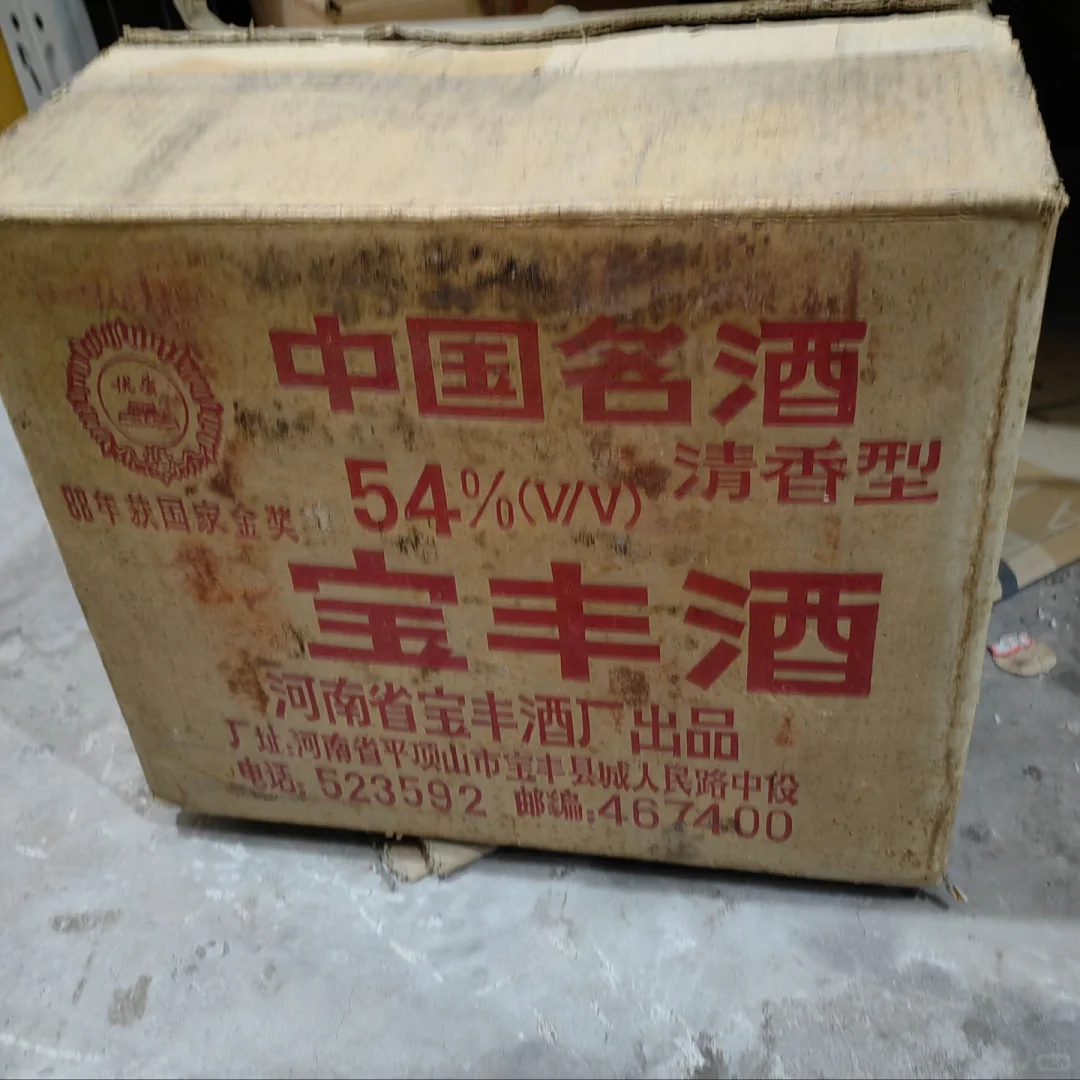 中国名酒
清香型
54%(V/V)
88年获国家金奖
宝丰酒
河南省宝丰酒厂出品
厂址:河南省平顶山市宝丰县城人民路中段
电话:523592 邮编:467400